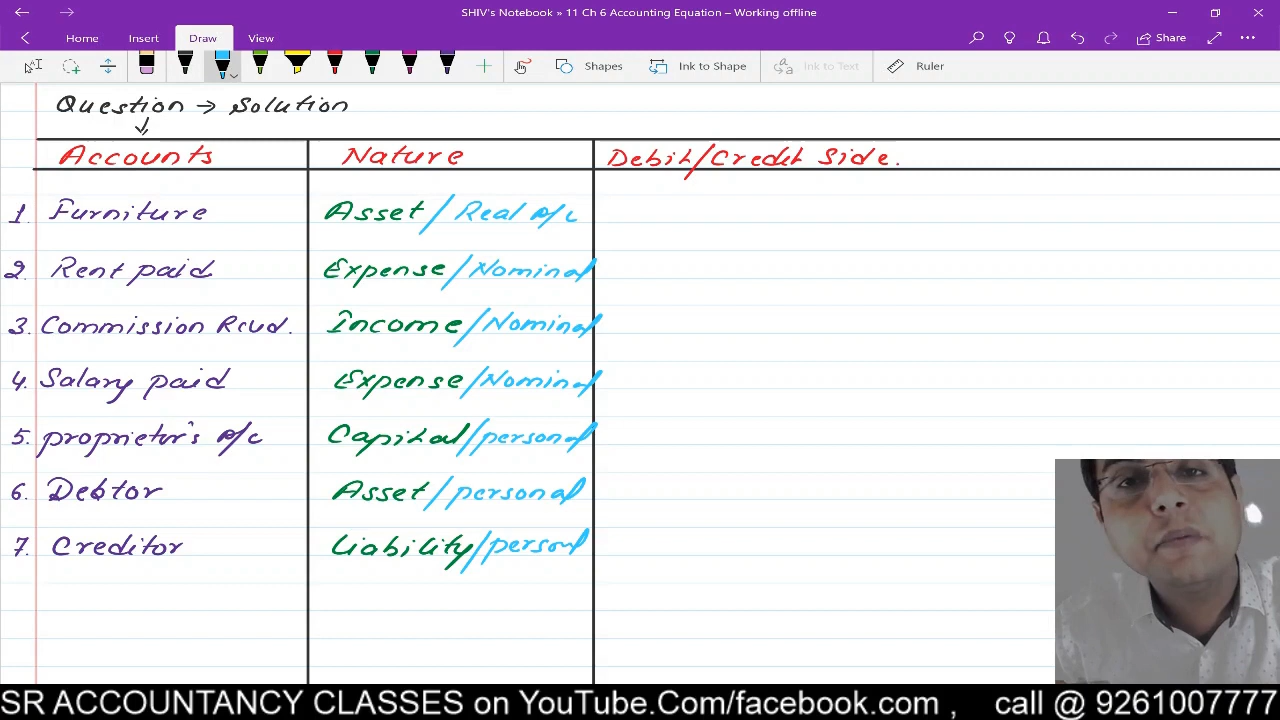 SHIV's Notebook » 11 Ch 6 Accounting Equation – Working offline
Home Insert Draw View
Share
Shapes Ink to Shape Ink to Text Ruler
Question → Solution
Accounts Nature Debit/Credit Side.
1. Furniture Asset / Real A/c
2. Rent paid Expense / Nominal
3. Commission Rcvd. Income / Nominal
4. Salary paid Expense / Nominal
5. proprietor's A/c Capital / personal
6. Debtor Asset / personal
7. Creditor Liability / personal
SR ACCOUNTANCY CLASSES on YouTube.Com/facebook.com , call @ 9261007777